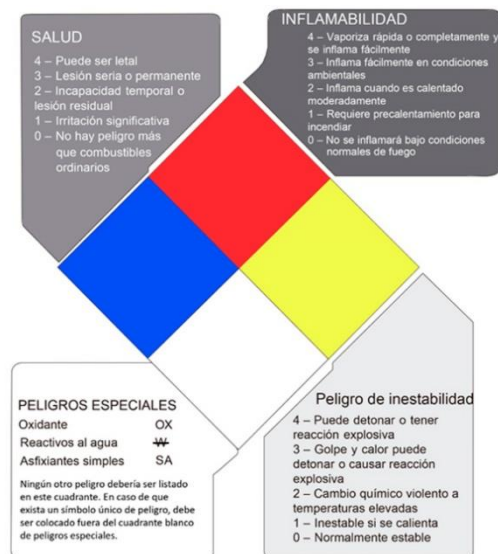 SALUD
4 – Puede ser letal
3 – Lesión seria o permanente
2 – Incapacidad temporal o
lesión residual
1 – Irritación significativa
0 – No hay peligro más
que combustibles
ordinarios
INFLAMABILIDAD
4 – Vaporiza rápida o completamente y
se inflama fácilmente
3 – Inflama fácilmente en condiciones
ambientales
2 – Inflama cuando es calentado
moderadamente
1 – Requiere precalentamiento para
incendiar
0 – No se inflamará bajo condiciones
normales de fuego
PELIGROS ESPECIALES
Oxidante OX
Reactivos al agua W
Asfixiantes simples SA
Ningún otro peligro debería ser listado
en este cuadrante. En caso de que
exista un símbolo único de peligro, debe
ser colocado fuera del cuadrante blanco
de peligros especiales.
Peligro de inestabilidad
4 – Puede detonar o tener
reacción explosiva
3 – Golpe y calor puede
detonar o causar reacción
explosiva
2 – Cambio químico violento a
temperaturas elevadas
1 – Inestable si se calienta
0 – Normalmente estable